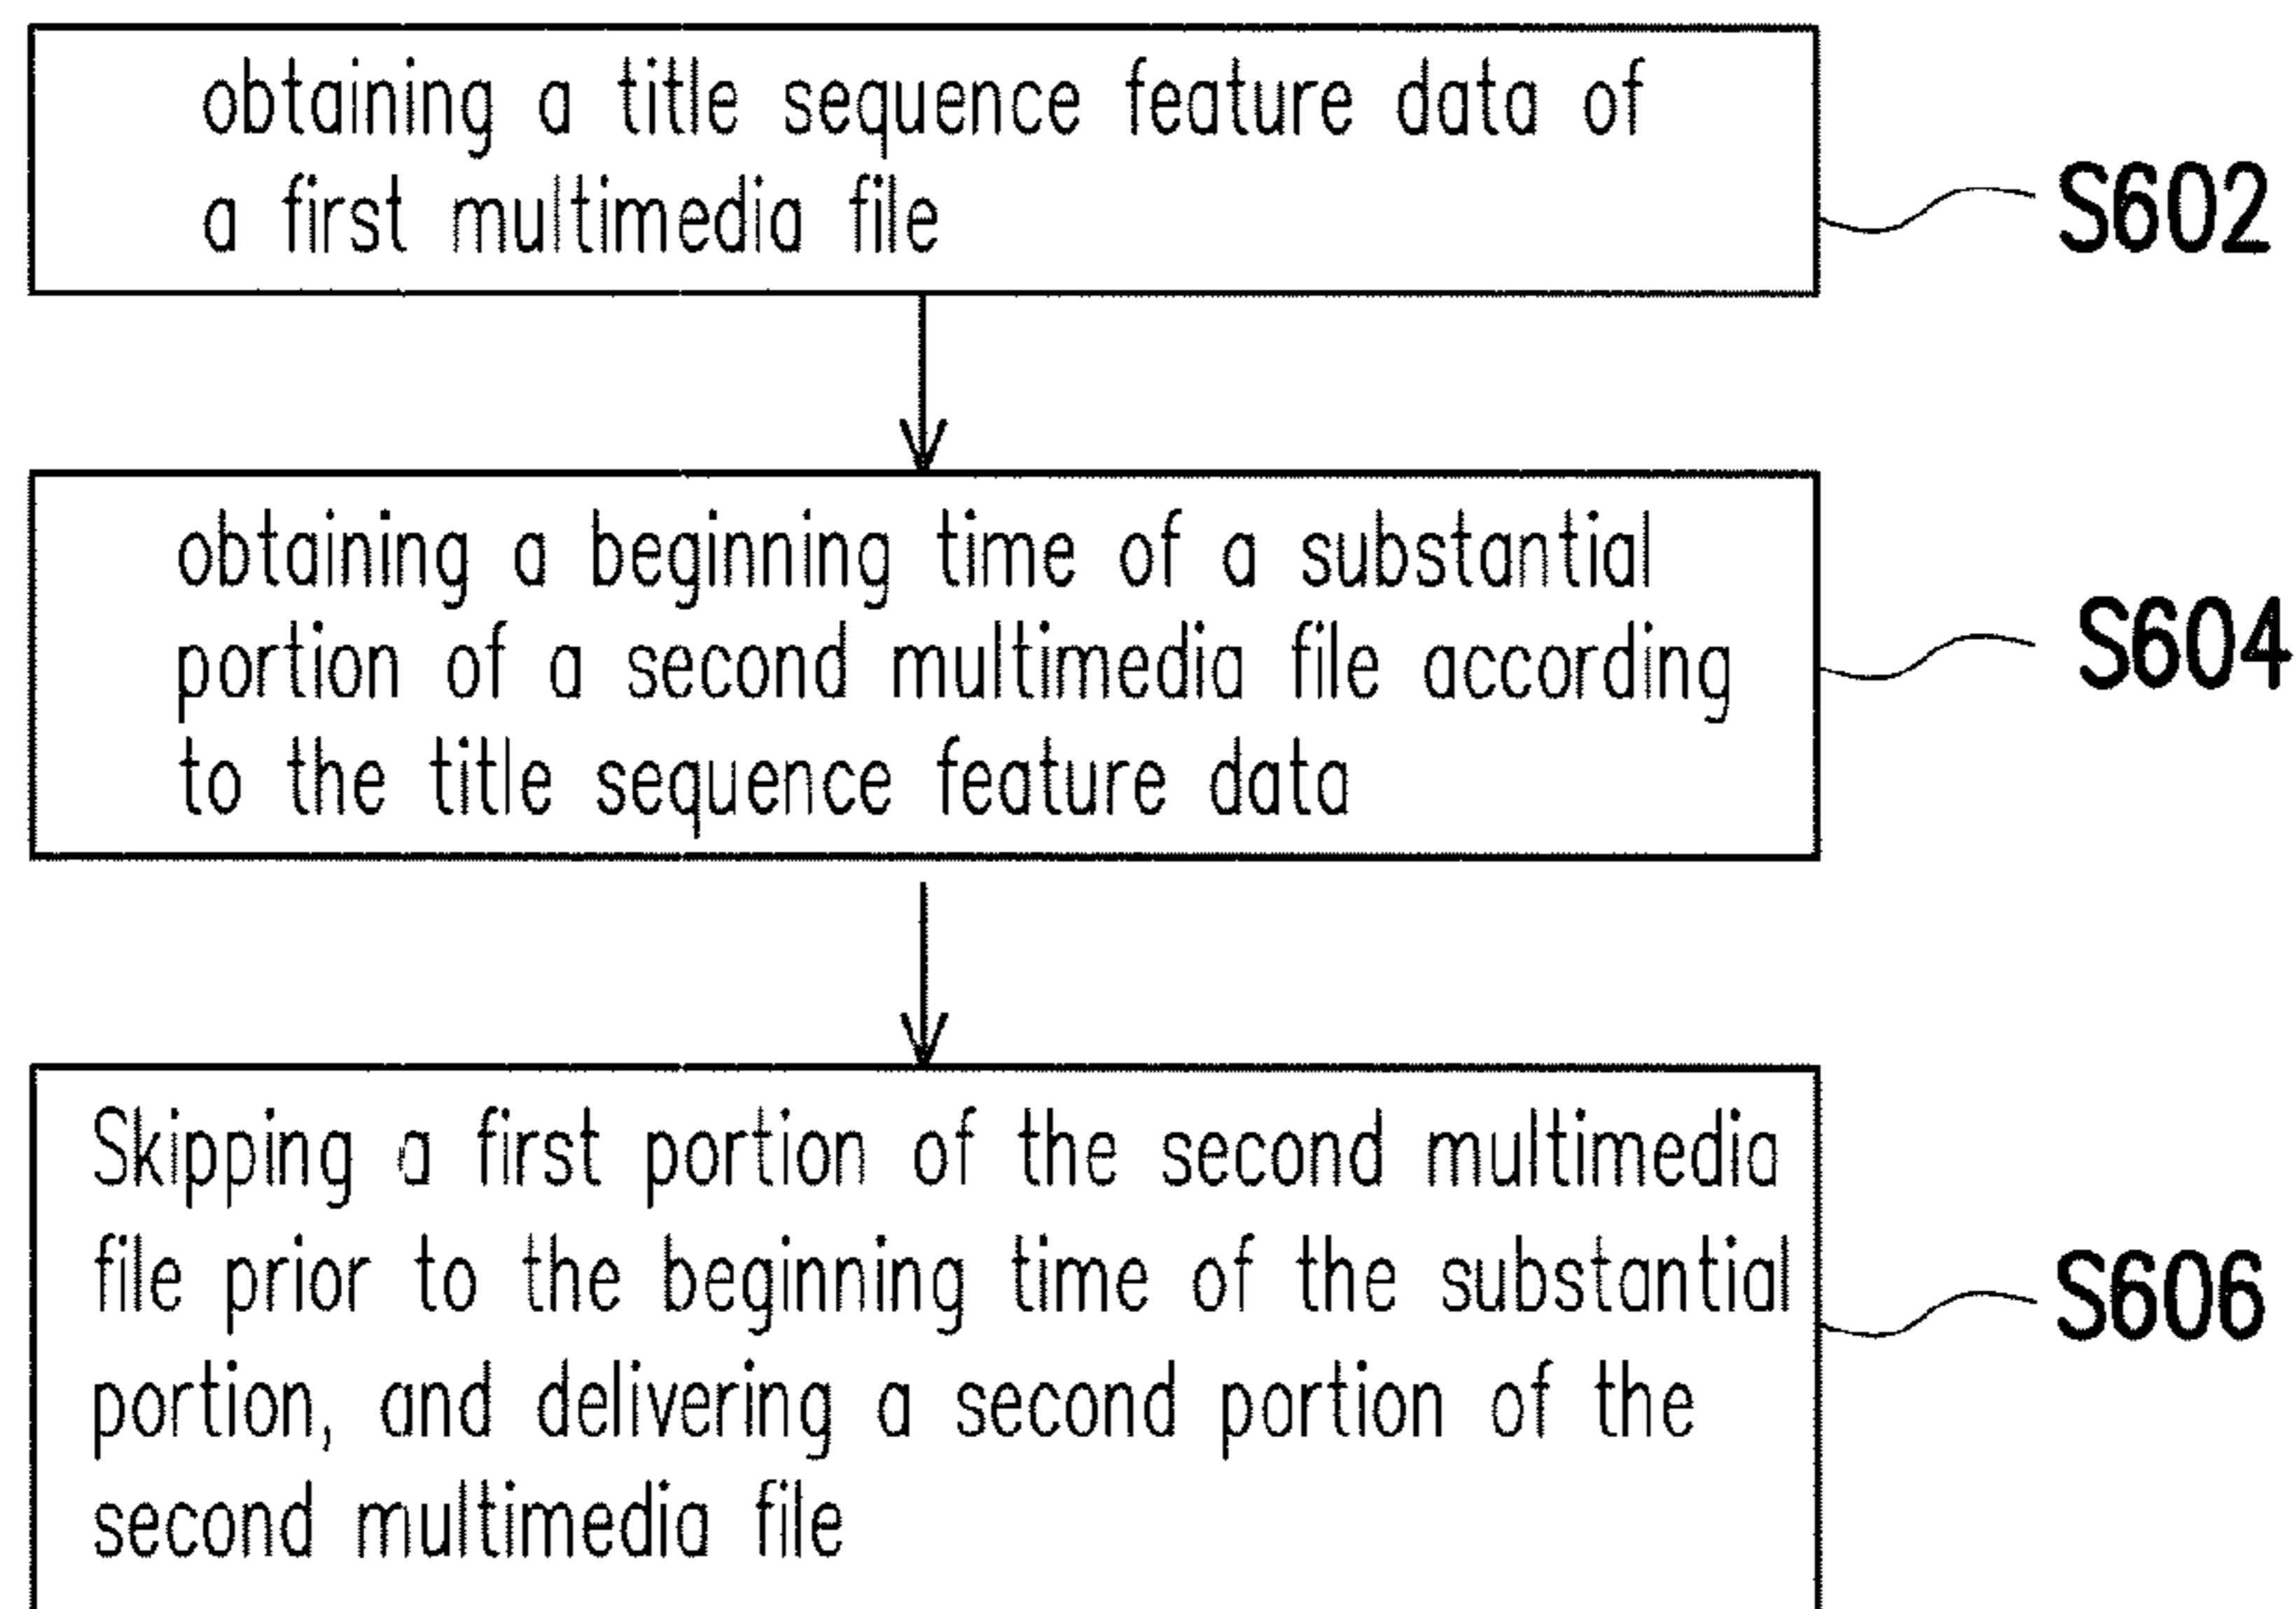 obtaining a title sequence feature data of
a first multimedia file
S602
obtaining a beginning time of a substantial
portion of a second multimedia file according
to the title sequence feature data
S604
Skipping a first portion of the second multimedia
file prior to the beginning time of the substantial
portion, and delivering a second portion of the
second multimedia file
S606